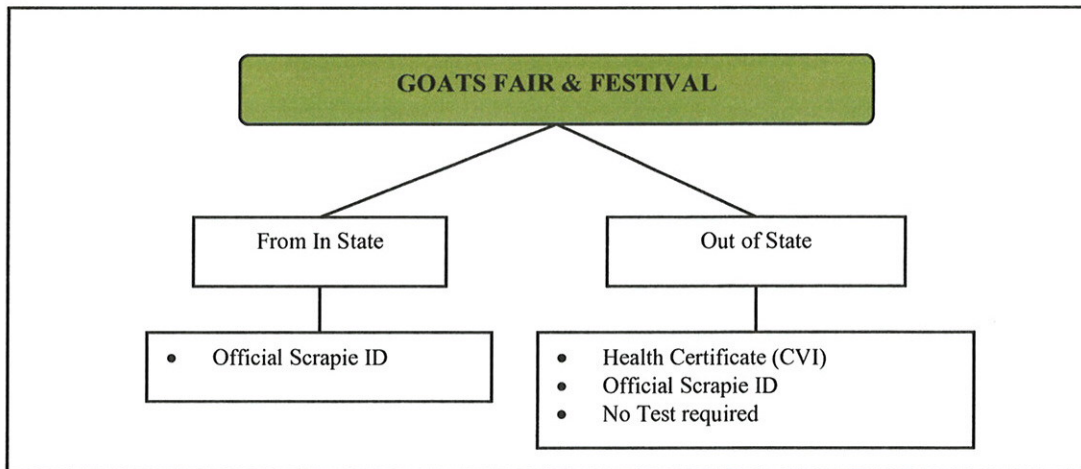 GOATS FAIR & FESTIVAL
From In State
Out of State
• Official Scrapie ID
• Health Certificate (CVI)
• Official Scrapie ID
• No Test required